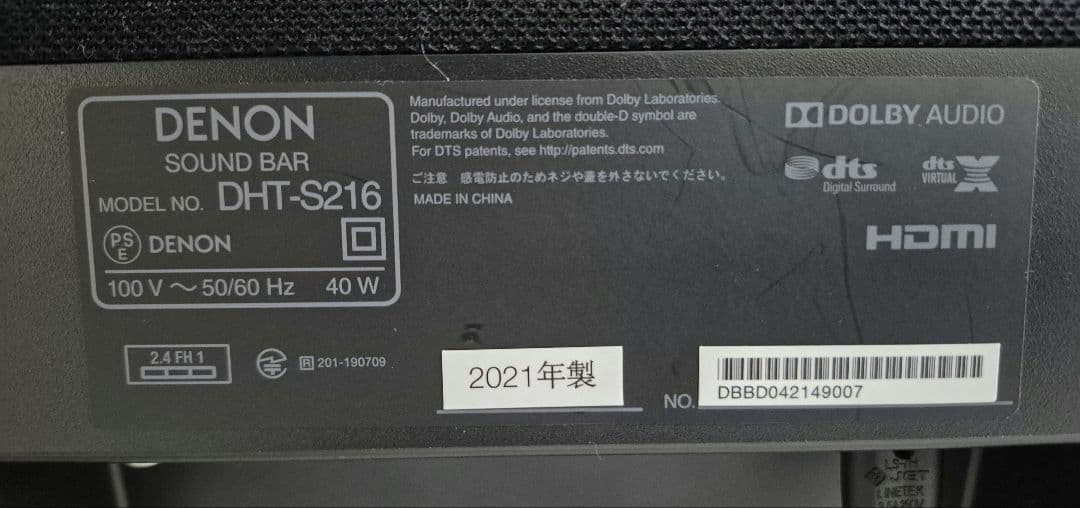 DENON
SOUND BAR
MODEL NO. DHT-S216
PS
E
DENON
100 V ～ 50/60 Hz 40 W
Manufactured under license from Dolby Laboratories.
Dolby, Dolby Audio, and the double-D symbol are
trademarks of Dolby Laboratories.
For DTS patents, see http://patents.dts.com
ご注意 感電防止のためネジや蓋を外さないでください。
MADE IN CHINA
DOLBY AUDIO
dts
Digital Surround
dts
VIRTUAL X
HDMI
2.4 FH 1
R 201-190709
2021年製
NO.
DBBD042149007
JET
LINETEK